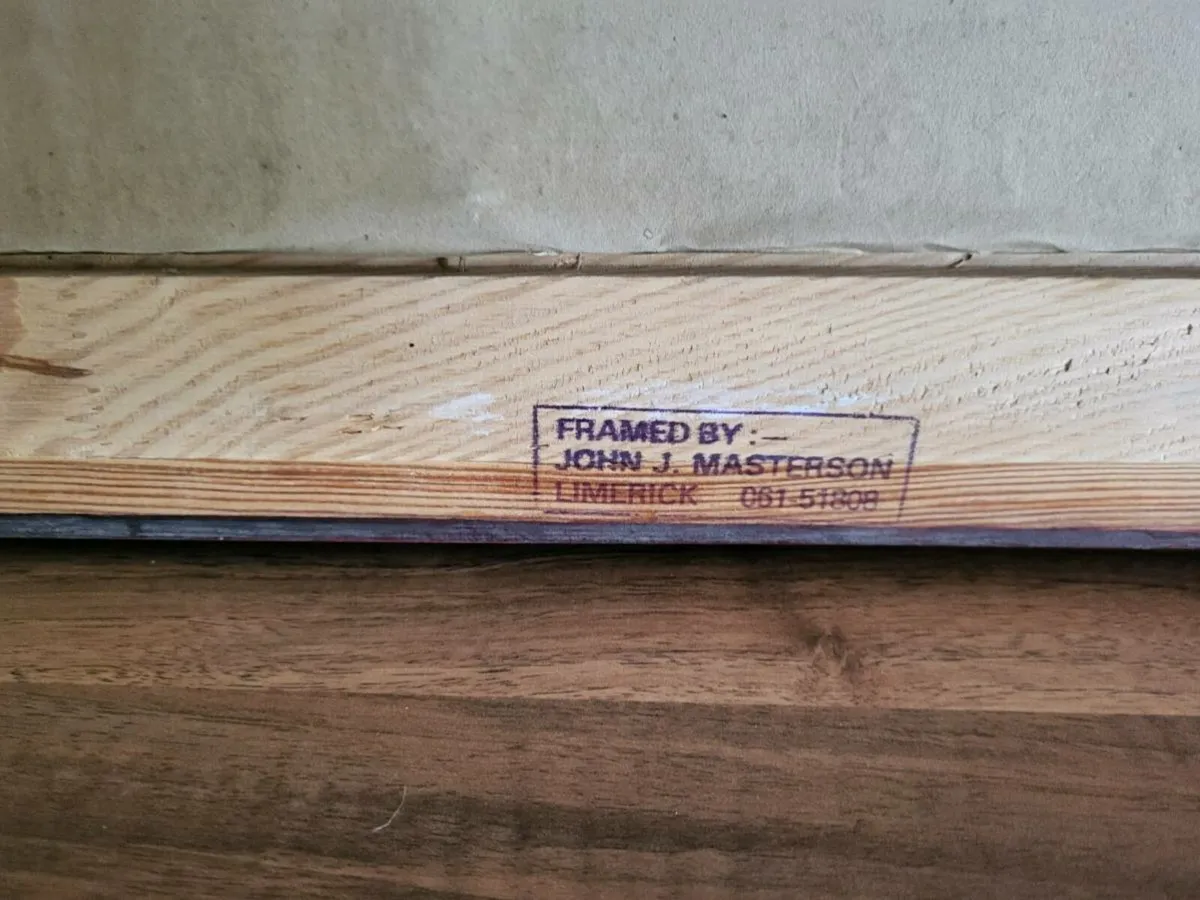 FRAMED BY :—
JOHN J. MASTERSON
LIMERICK 061-51808